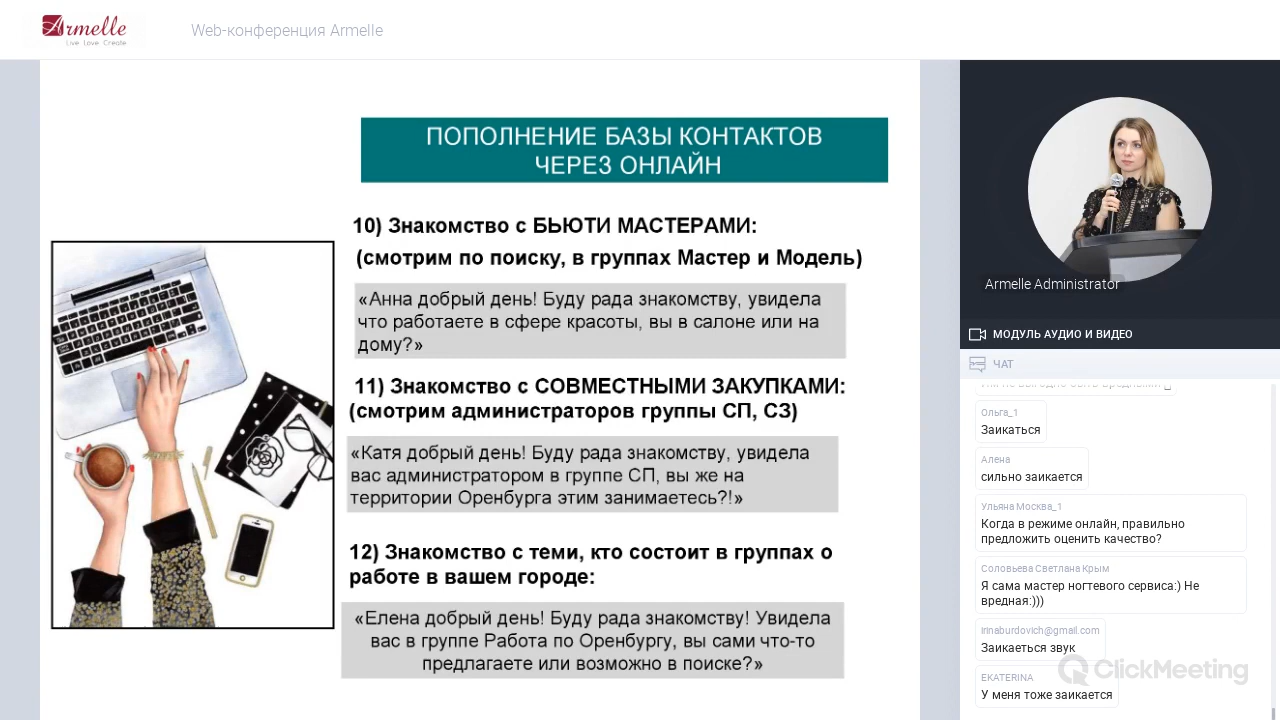 Armelle
Live Love Create
Web-конференция Armelle
ПОПОЛНЕНИЕ БАЗЫ КОНТАКТОВ
ЧЕРЕЗ ОНЛАЙН
10) Знакомство с БЬЮТИ МАСТЕРАМИ:
(смотрим по поиску, в группах Мастер и Модель)
«Анна добрый день! Буду рада знакомству, увидела
что работаете в сфере красоты, вы в салоне или на
дому?»
11) Знакомство с СОВМЕСТНЫМИ ЗАКУПКАМИ:
(смотрим администраторов группы СП, СЗ)
«Катя добрый день! Буду рада знакомству, увидела
вас администратором в группе СП, вы же на
территории Оренбурга этим занимаетесь?!»
12) Знакомство с теми, кто состоит в группах о
работе в вашем городе:
«Елена добрый день! Буду рада знакомству! Увидела
вас в группе Работа по Оренбургу, вы сами что-то
предлагаете или возможно в поиске?»
Armelle Administrator
МОДУЛЬ АУДИО И ВИДЕО
ЧАТ
Ольга_1
Заикаться
Алена
сильно заикается
Ульяна Москва_1
Когда в режиме онлайн, правильно
предложить оценить качество?
Соловьева Светлана Крым
Я сама мастер ногтевого сервиса:) Не
вредная:)))
irinaburdovich@gmail.com
Заикаеться звук
EKATERINA
У меня тоже заикается
ClickMeeting